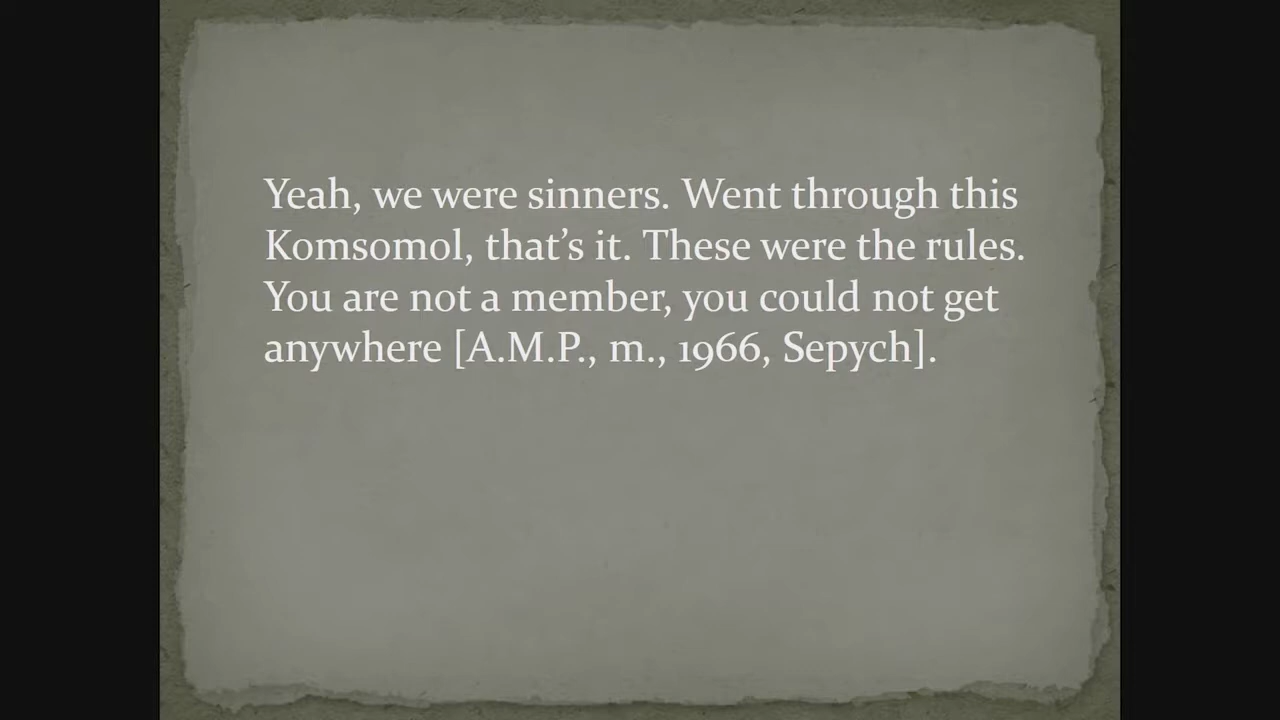 Yeah, we were sinners. Went through this
Komsomol, that’s it. These were the rules.
You are not a member, you could not get
anywhere [A.M.P., m., 1966, Sepych].